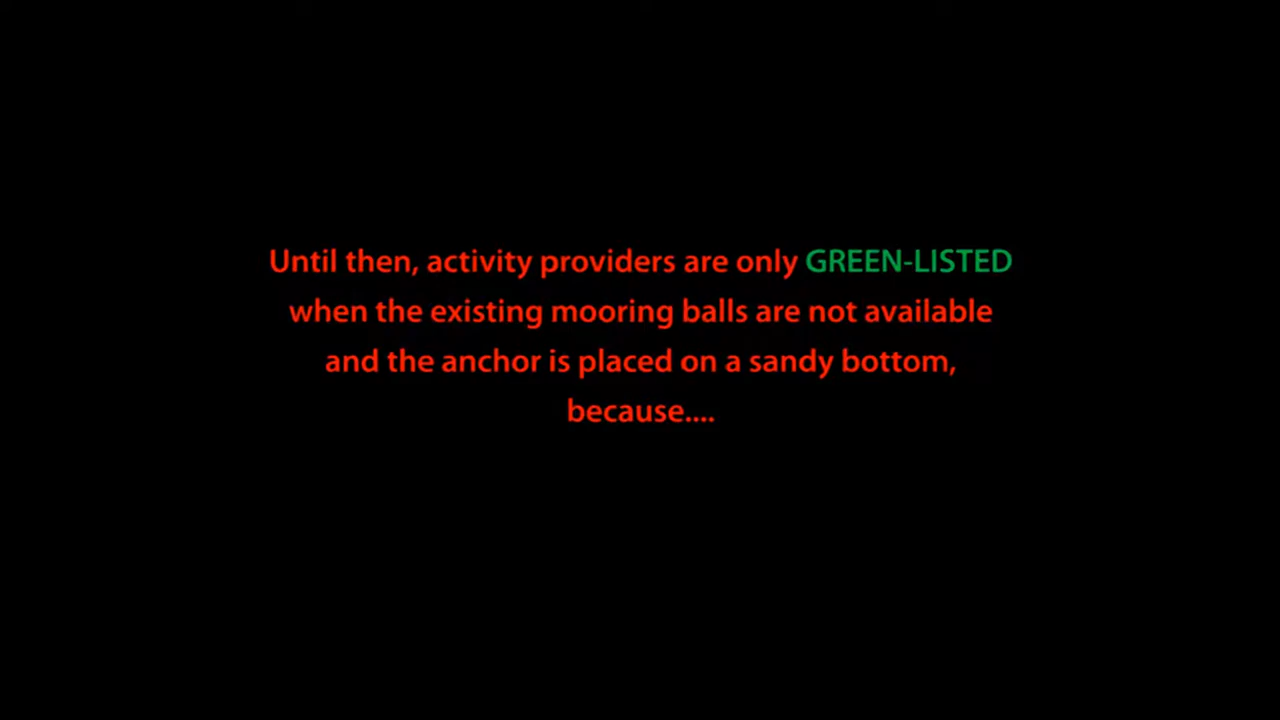 Until then, activity providers are only GREEN-LISTED
when the existing mooring balls are not available
and the anchor is placed on a sandy bottom,
because....